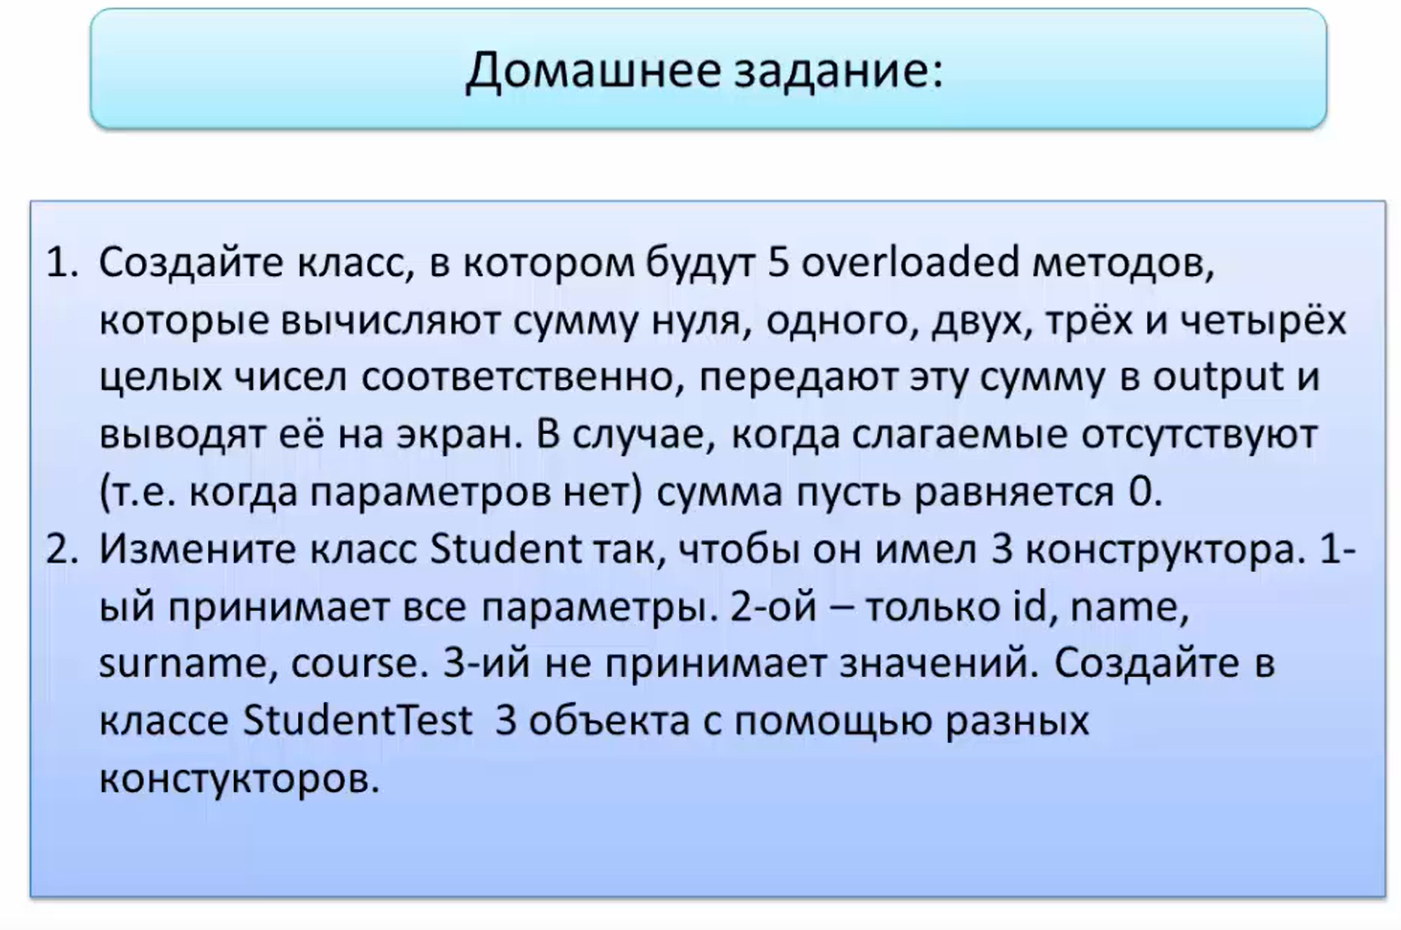 Домашнее задание:
1. Создайте класс, в котором будут 5 overloaded методов,
которые вычисляют сумму нуля, одного, двух, трёх и четырёх
целых чисел соответственно, передают эту сумму в output и
выводят её на экран. В случае, когда слагаемые отсутствуют
(т.е. когда параметров нет) сумма пусть равняется 0.
2. Измените класс Student так, чтобы он имел 3 конструктора. 1-
ый принимает все параметры. 2-ой – только id, name,
surname, course. 3-ий не принимает значений. Создайте в
классе StudentTest 3 объекта с помощью разных
констукторов.